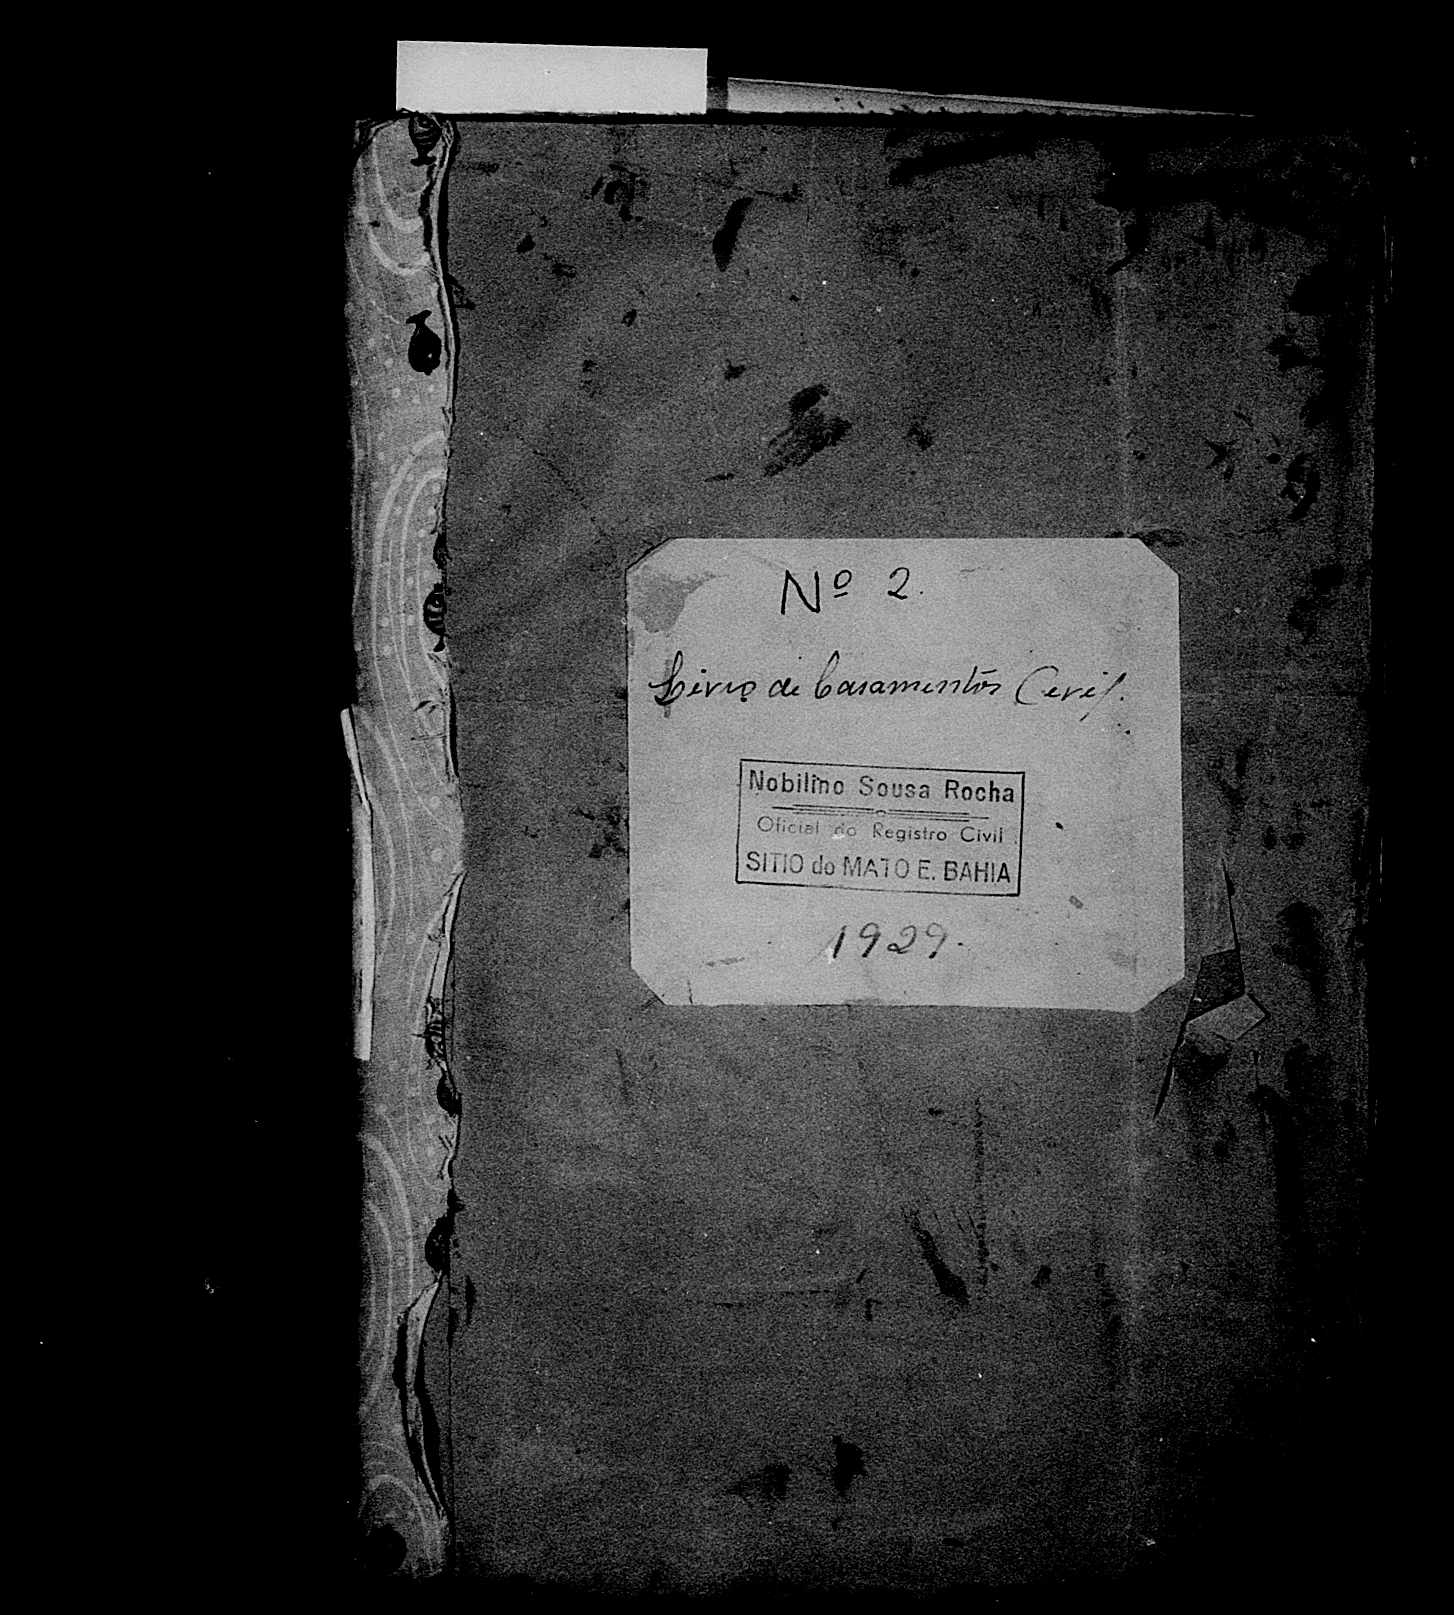 Nº 2.
Livro de Casamentos Civil.
Nobilino Sousa Rocha
Oficial do Registro Civil
SITIO do MATO E. BAHIA
1929.